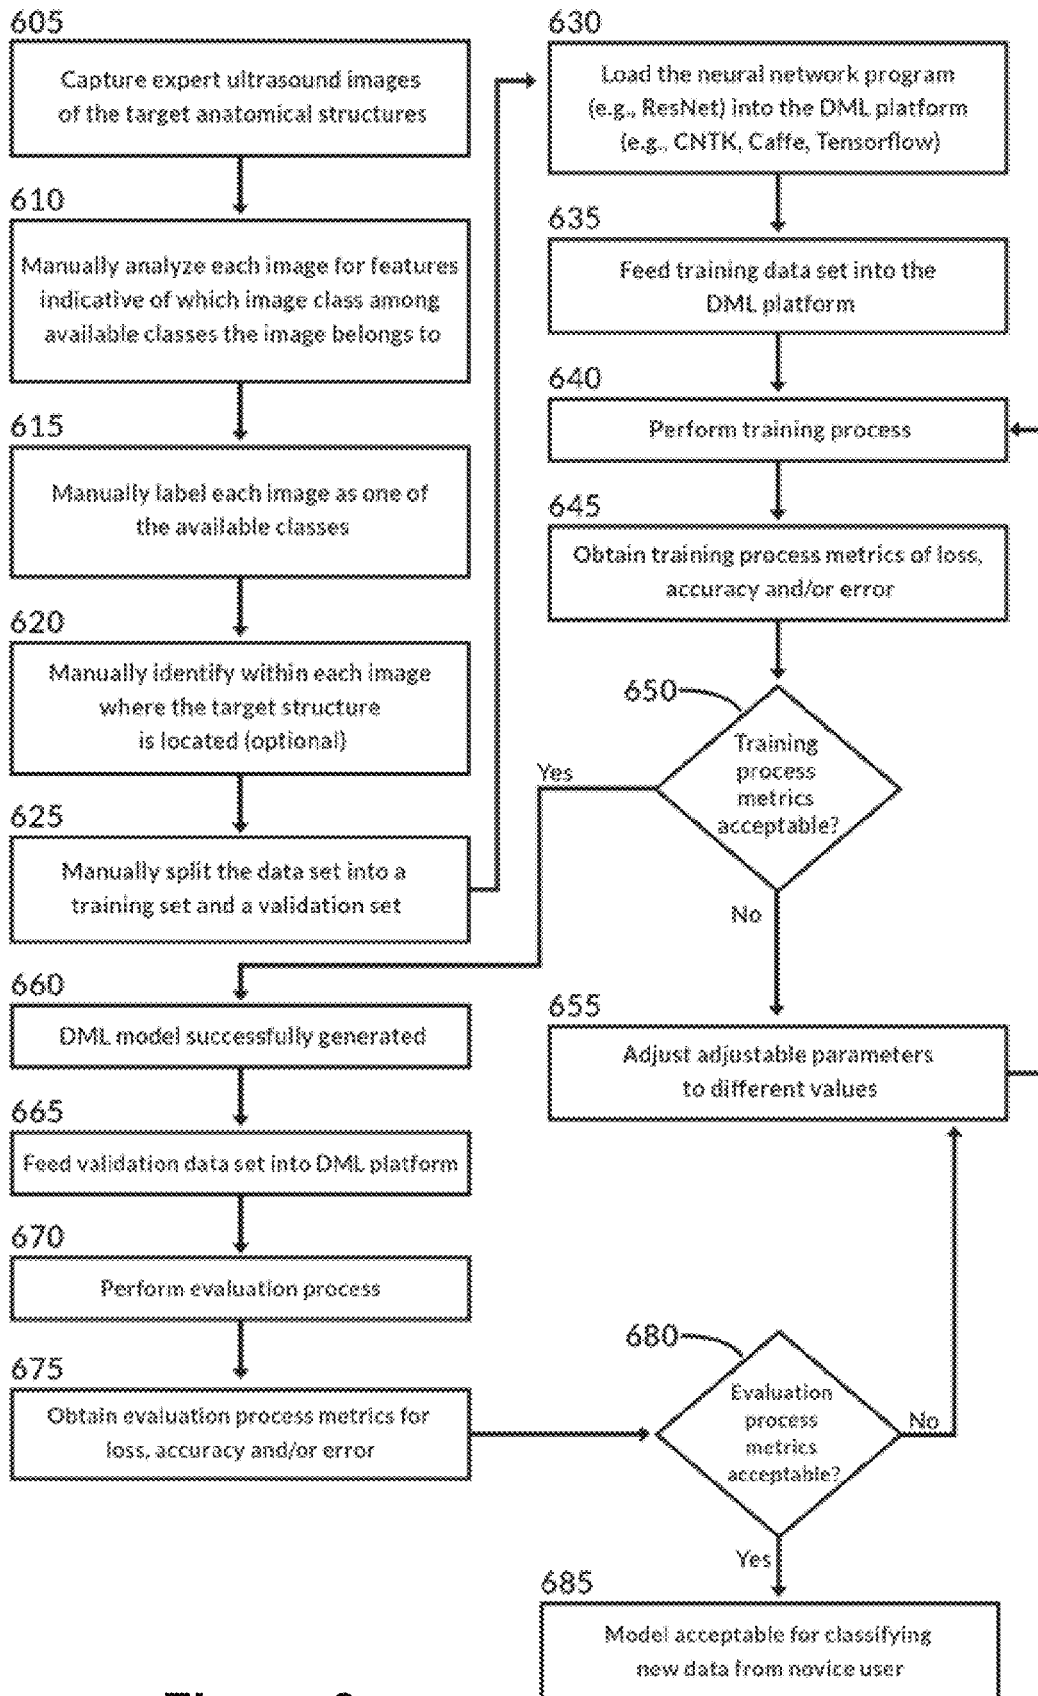 605
Capture expert ultrasound images
of the target anatomical structures
610
Manually analyze each image for features
indicative of which image class among
available classes the image belongs to
615
Manually label each image as one of
the available classes
620
Manually identify within each image
where the target structure
is located (optional)
625
Manually split the data set into a
training set and a validation set
630
Load the neural network program
(e.g., ResNet) into the DML platform
(e.g., CNTK, Caffe, Tensorflow)
635
Feed training data set into the
DML platform
640
Perform training process
645
Obtain training process metrics of loss,
accuracy and/or error
650
Training
process
metrics
acceptable?
Yes
No
655
Adjust adjustable parameters
to different values
660
DML model successfully generated
665
Feed validation data set into DML platform
670
Perform evaluation process
675
Obtain evaluation process metrics for
loss, accuracy and/or error
680
Evaluation
process
metrics
acceptable?
No
Yes
685
Model acceptable for classifying
new data from novice user